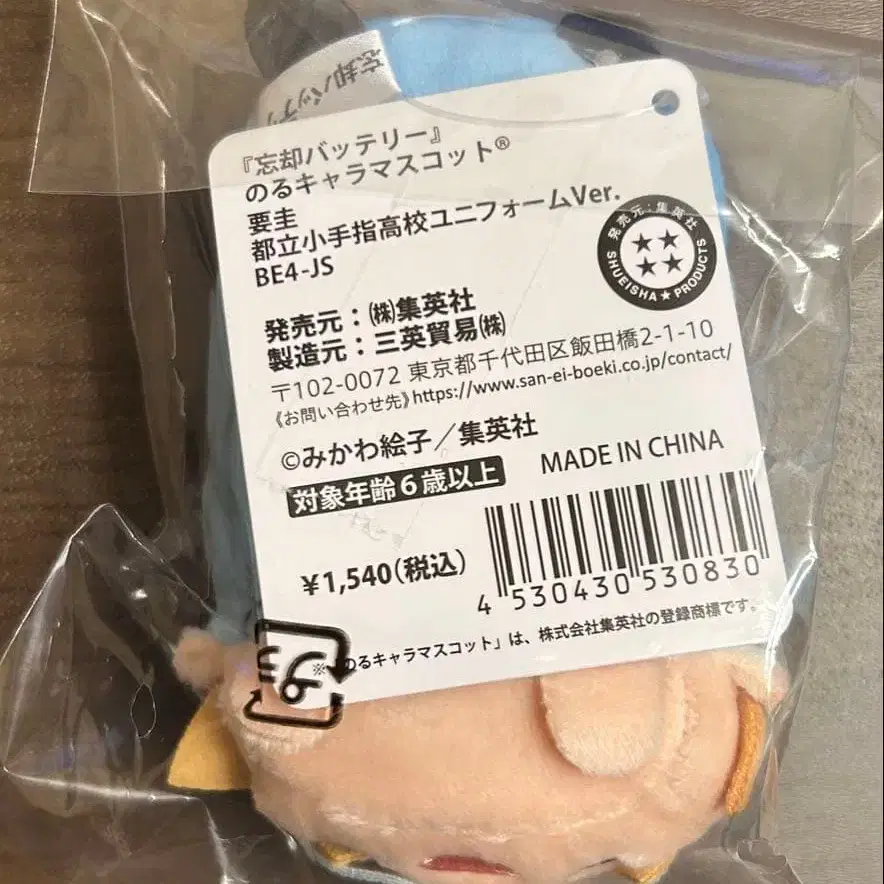 忘却バッテ
『忘却バッテリー』
のるキャラマスコット®
要圭
都立小手指高校ユニフォームVer.
BE4-JS
発売元：集英社
SHUEISHA★PRODUCTS
発売元：㈱集英社
製造元：三英貿易㈱
〒102-0072 東京都千代田区飯田橋2-1-10
《お問い合わせ先》https://www.san-ei-boeki.co.jp/contact/
©みかわ絵子／集英社
対象年齢6歳以上
MADE IN CHINA
¥1,540(税込)
4 530430 530830
※「のるキャラマスコット」は、株式会社集英社の登録商標です。
プラ